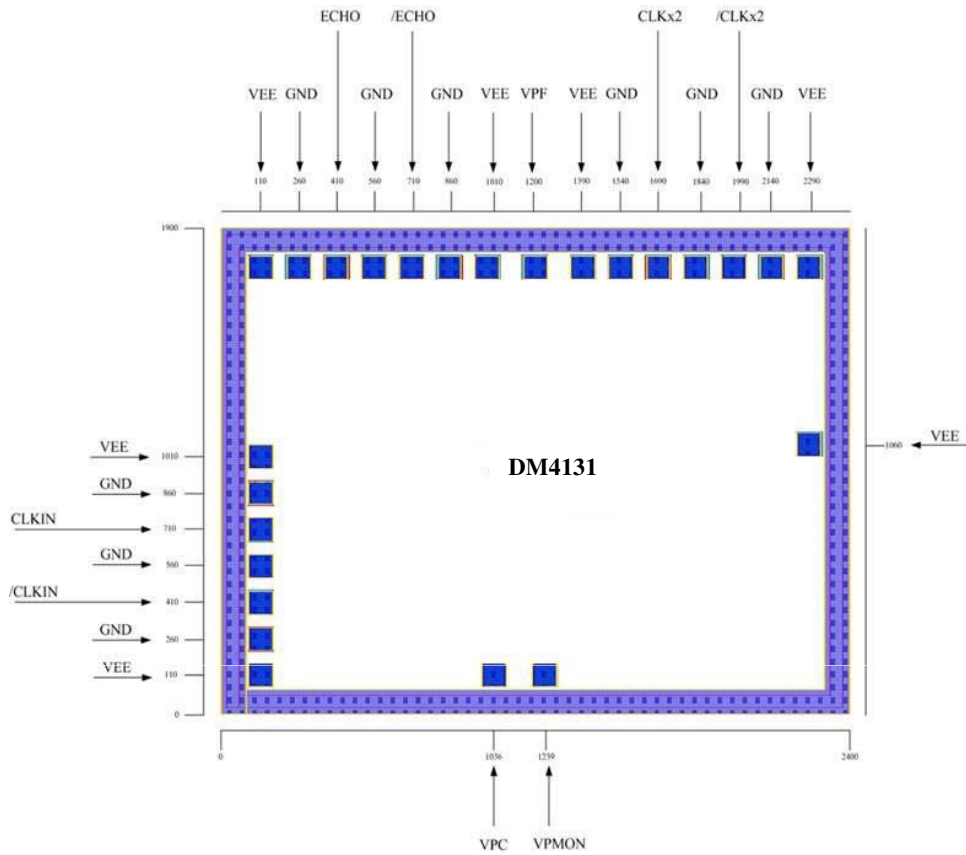 ECHO /ECHO CLKx2 /CLKx2
VEE GND GND GND VEE VPF VEE GND GND GND VEE
110 260 410 560 710 860 1010 1200 1390 1540 1690 1840 1990 2140 2290
1900
VEE
1060
VEE
1010
DM4131
GND
860
CLKIN
710
GND
560
/CLKIN
410
GND
260
VEE
110
0
0 1036 1239 2400
VPC VPMON